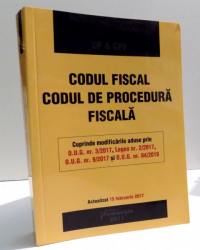 CODUL FISCAL
CODUL DE PROCEDURĂ
FISCALĂ
Cuprinde modificările aduse prin
O.U.G. nr. 3/2017, Legea nr. 2/2017,
O.U.G. nr. 9/2017 și O.U.G. nr. 84/2016
Actualizat 15 februarie 2017